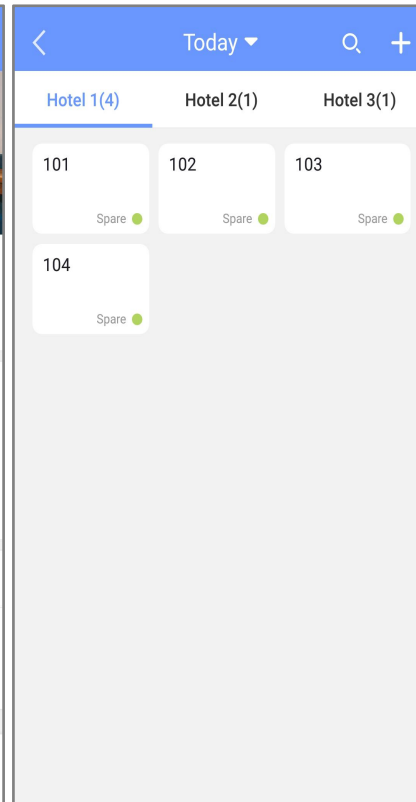 Today
Hotel 1(4) Hotel 2(1) Hotel 3(1)
101 102 103
Spare Spare Spare
104
Spare